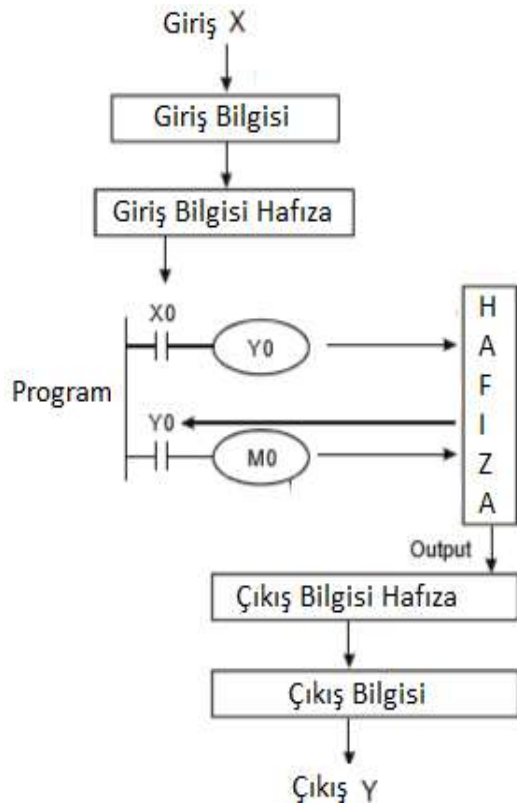 Giriş X
Giriş Bilgisi
Giriş Bilgisi Hafıza
X0
Y0
Program
Y0
M0
H
A
F
I
Z
A
Output
Çıkış Bilgisi Hafıza
Çıkış Bilgisi
Çıkış Y